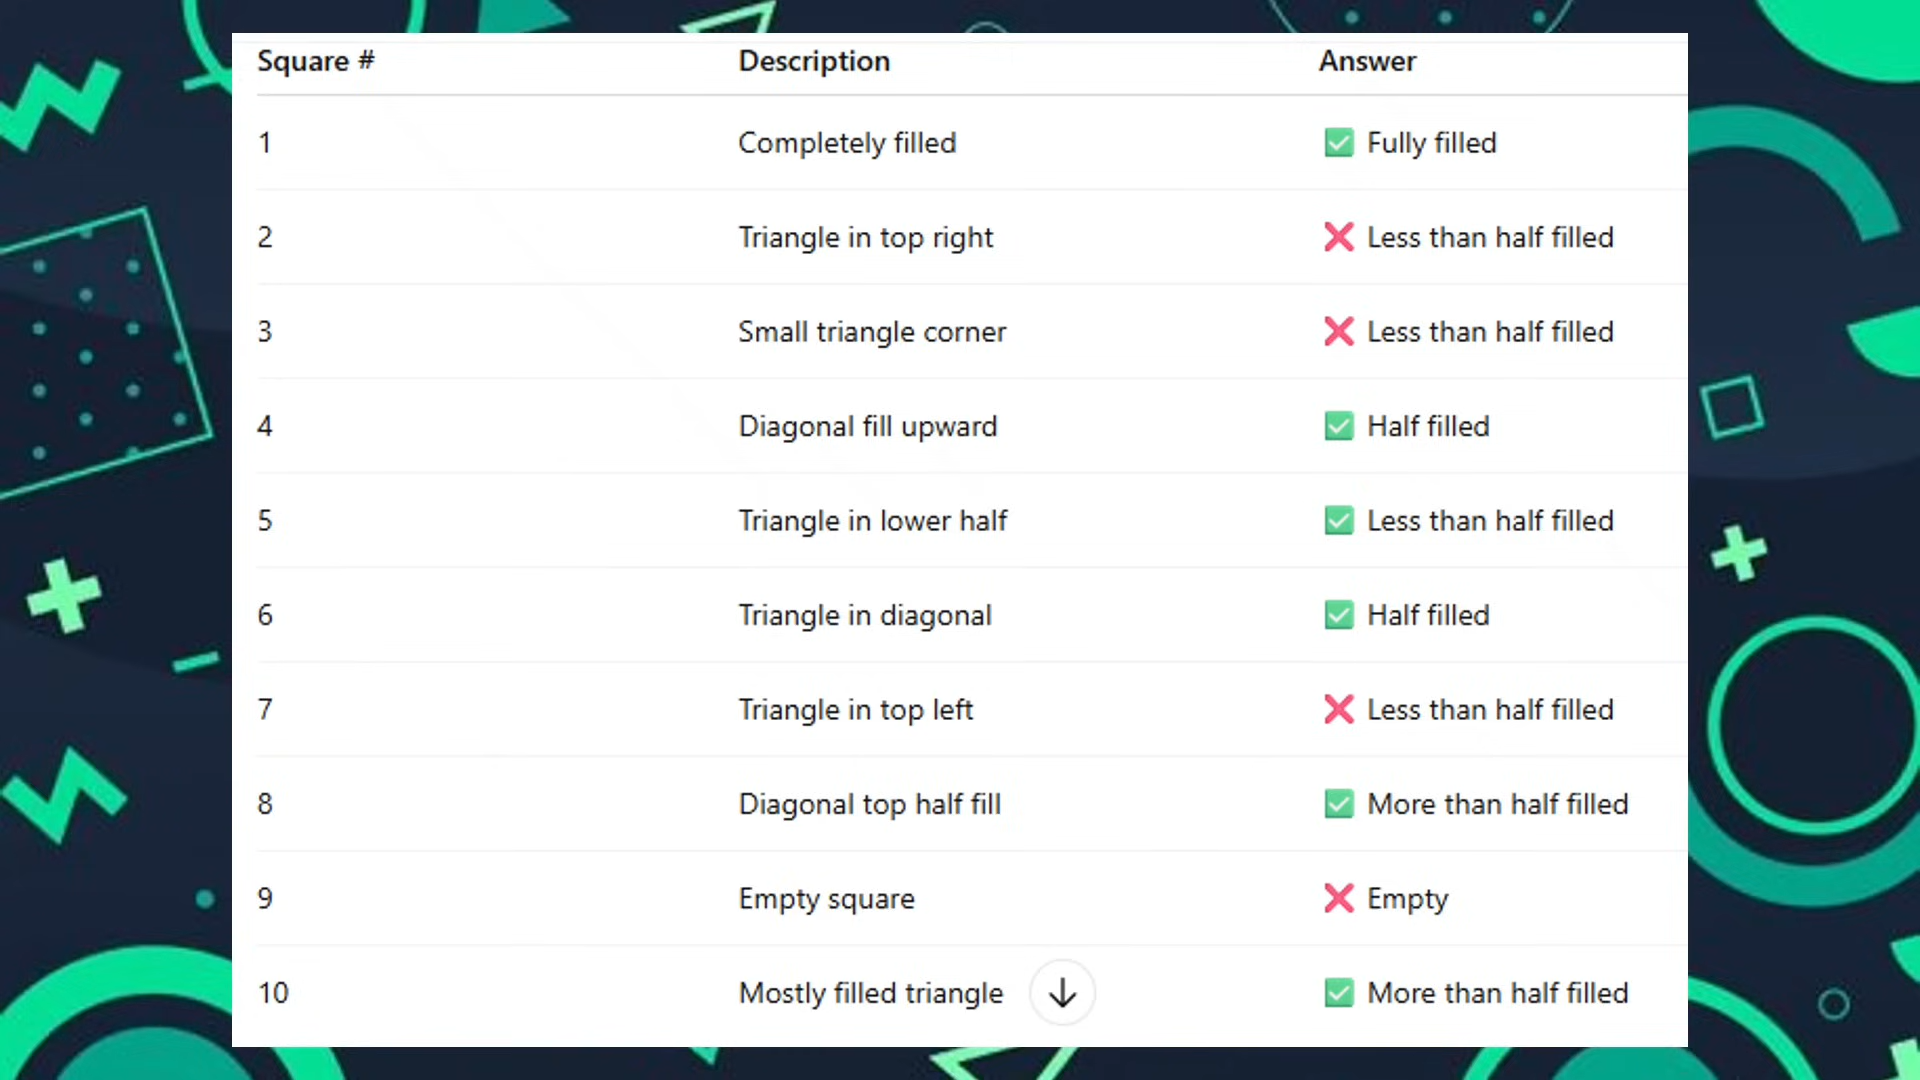 Square # Description Answer
1 Completely filled ✅ Fully filled
2 Triangle in top right ❌ Less than half filled
3 Small triangle corner ❌ Less than half filled
4 Diagonal fill upward ✅ Half filled
5 Triangle in lower half ✅ Less than half filled
6 Triangle in diagonal ✅ Half filled
7 Triangle in top left ❌ Less than half filled
8 Diagonal top half fill ✅ More than half filled
9 Empty square ❌ Empty
10 Mostly filled triangle ✅ More than half filled